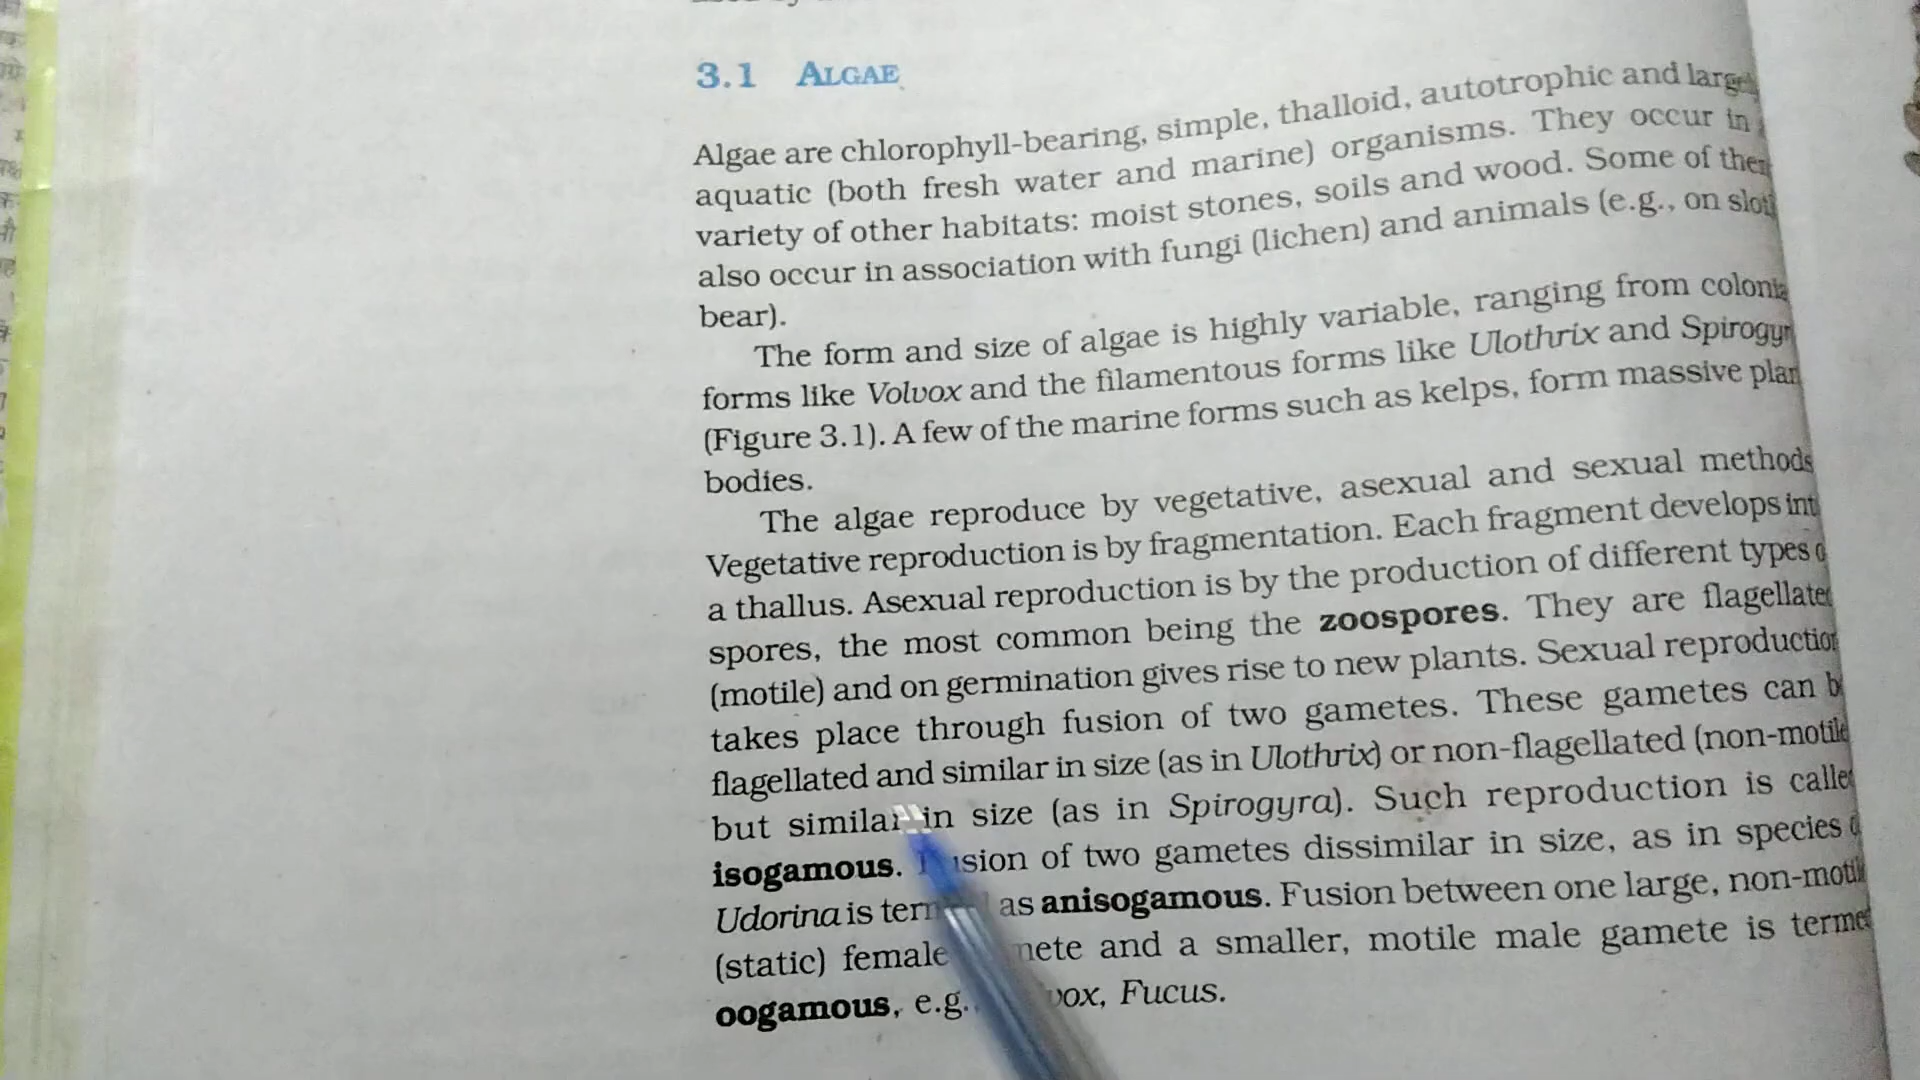 3.1 ALGAE
Algae are chlorophyll-bearing, simple, thalloid, autotrophic and
aquatic (both fresh water and marine) organisms. They occur in
variety of other habitats: moist stones, soils and wood. Some of
also occur in association with fungi (lichen) and animals (e.g., on
bear).
The form and size of algae is highly variable, ranging from
forms like Volvox and the filamentous forms like Ulothrix and
(Figure 3.1). A few of the marine forms such as kelps, form massive
bodies.
The algae reproduce by vegetative, asexual and sexual methods
Vegetative reproduction is by fragmentation. Each fragment develops
a thallus. Asexual reproduction is by the production of different types
spores, the most common being the zoospores. They are
(motile) and on germination gives rise to new plants. Sexual
takes place through fusion of two gametes. These gametes can
flagellated and similar in size (as in Ulothrix) or non-flagellated (non-motile
but similar in size (as in Spirogyra). Such reproduction is
isogamous. of two gametes dissimilar in size, as in species
Udorina is as anisogamous. Fusion between one large,
(static) female and a smaller, motile male gamete is
oogamous, e.g. Fucus.